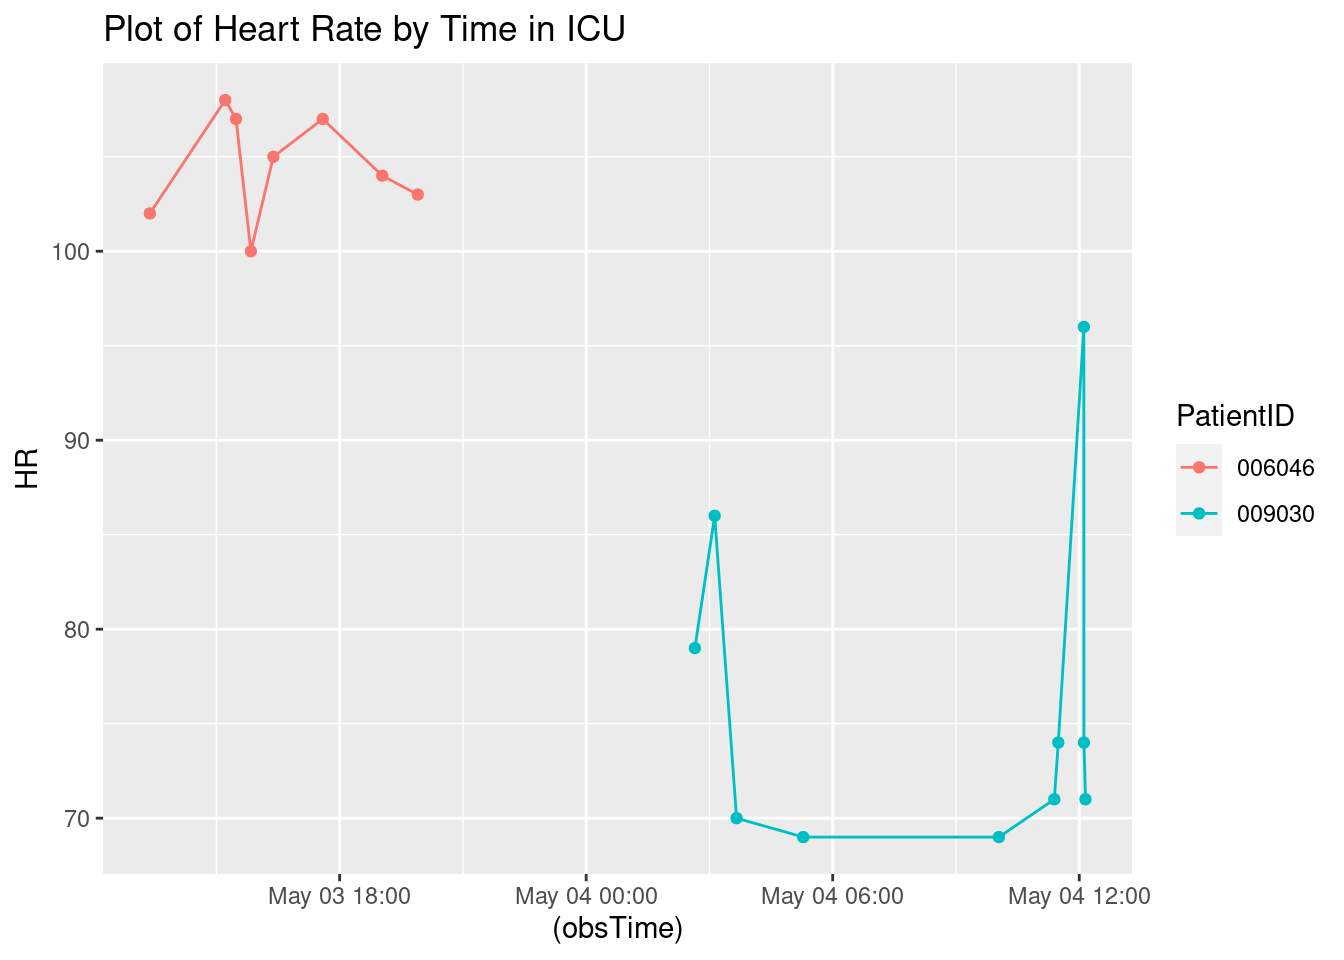 Plot of Heart Rate by Time in ICU
HR
100
90
80
70
May 03 18:00
May 04 00:00
May 04 06:00
May 04 12:00
(obsTime)
PatientID
006046
009030